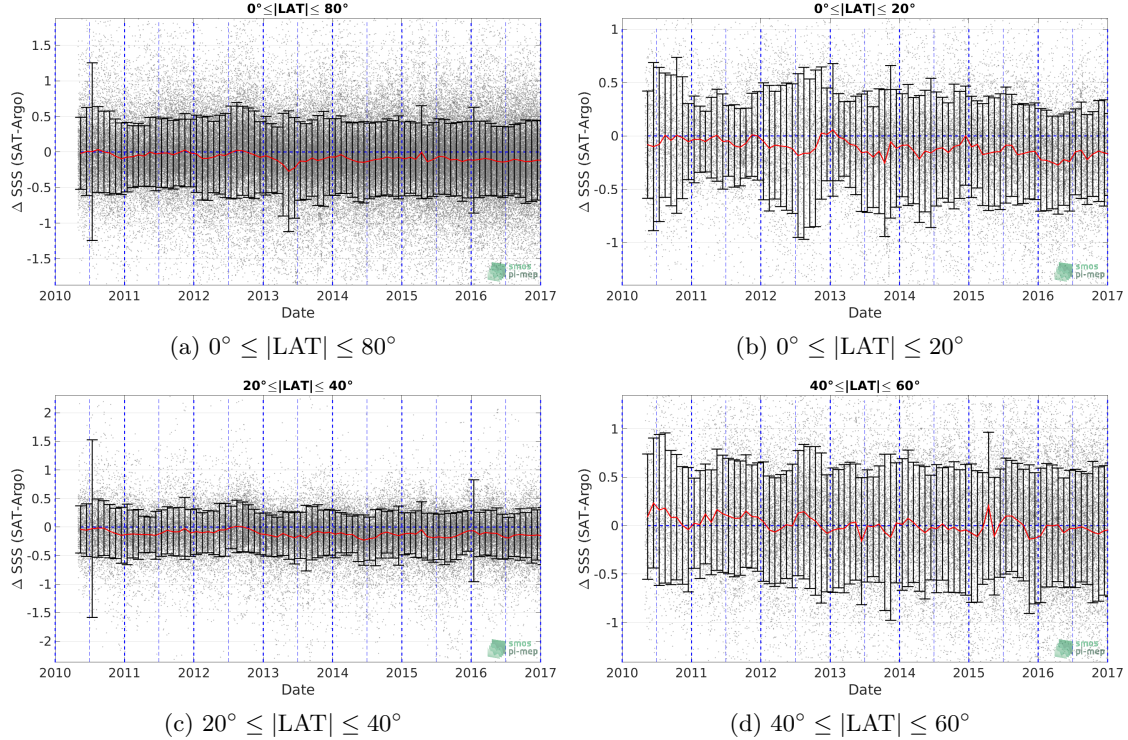 0°≤|LAT|≤ 80°
Δ SSS (SAT-Argo)
1.5
1
0.5
0
-0.5
-1
-1.5
2010 2011 2012 2013 2014 2015 2016 2017
Date
smos
pi-mep
(a) 0° ≤ |LAT| ≤ 80°
0°≤|LAT|≤ 20°
Δ SSS (SAT-Argo)
1
0.5
0
-0.5
-1
2010 2011 2012 2013 2014 2015 2016 2017
Date
smos
pi-mep
(b) 0° ≤ |LAT| ≤ 20°
20°≤|LAT|≤ 40°
Δ SSS (SAT-Argo)
2
1.5
1
0.5
0
-0.5
-1
-1.5
-2
2010 2011 2012 2013 2014 2015 2016 2017
Date
smos
pi-mep
(c) 20° ≤ |LAT| ≤ 40°
40°≤|LAT|≤ 60°
Δ SSS (SAT-Argo)
1
0.5
0
-0.5
-1
2010 2011 2012 2013 2014 2015 2016 2017
Date
smos
pi-mep
(d) 40° ≤ |LAT| ≤ 60°